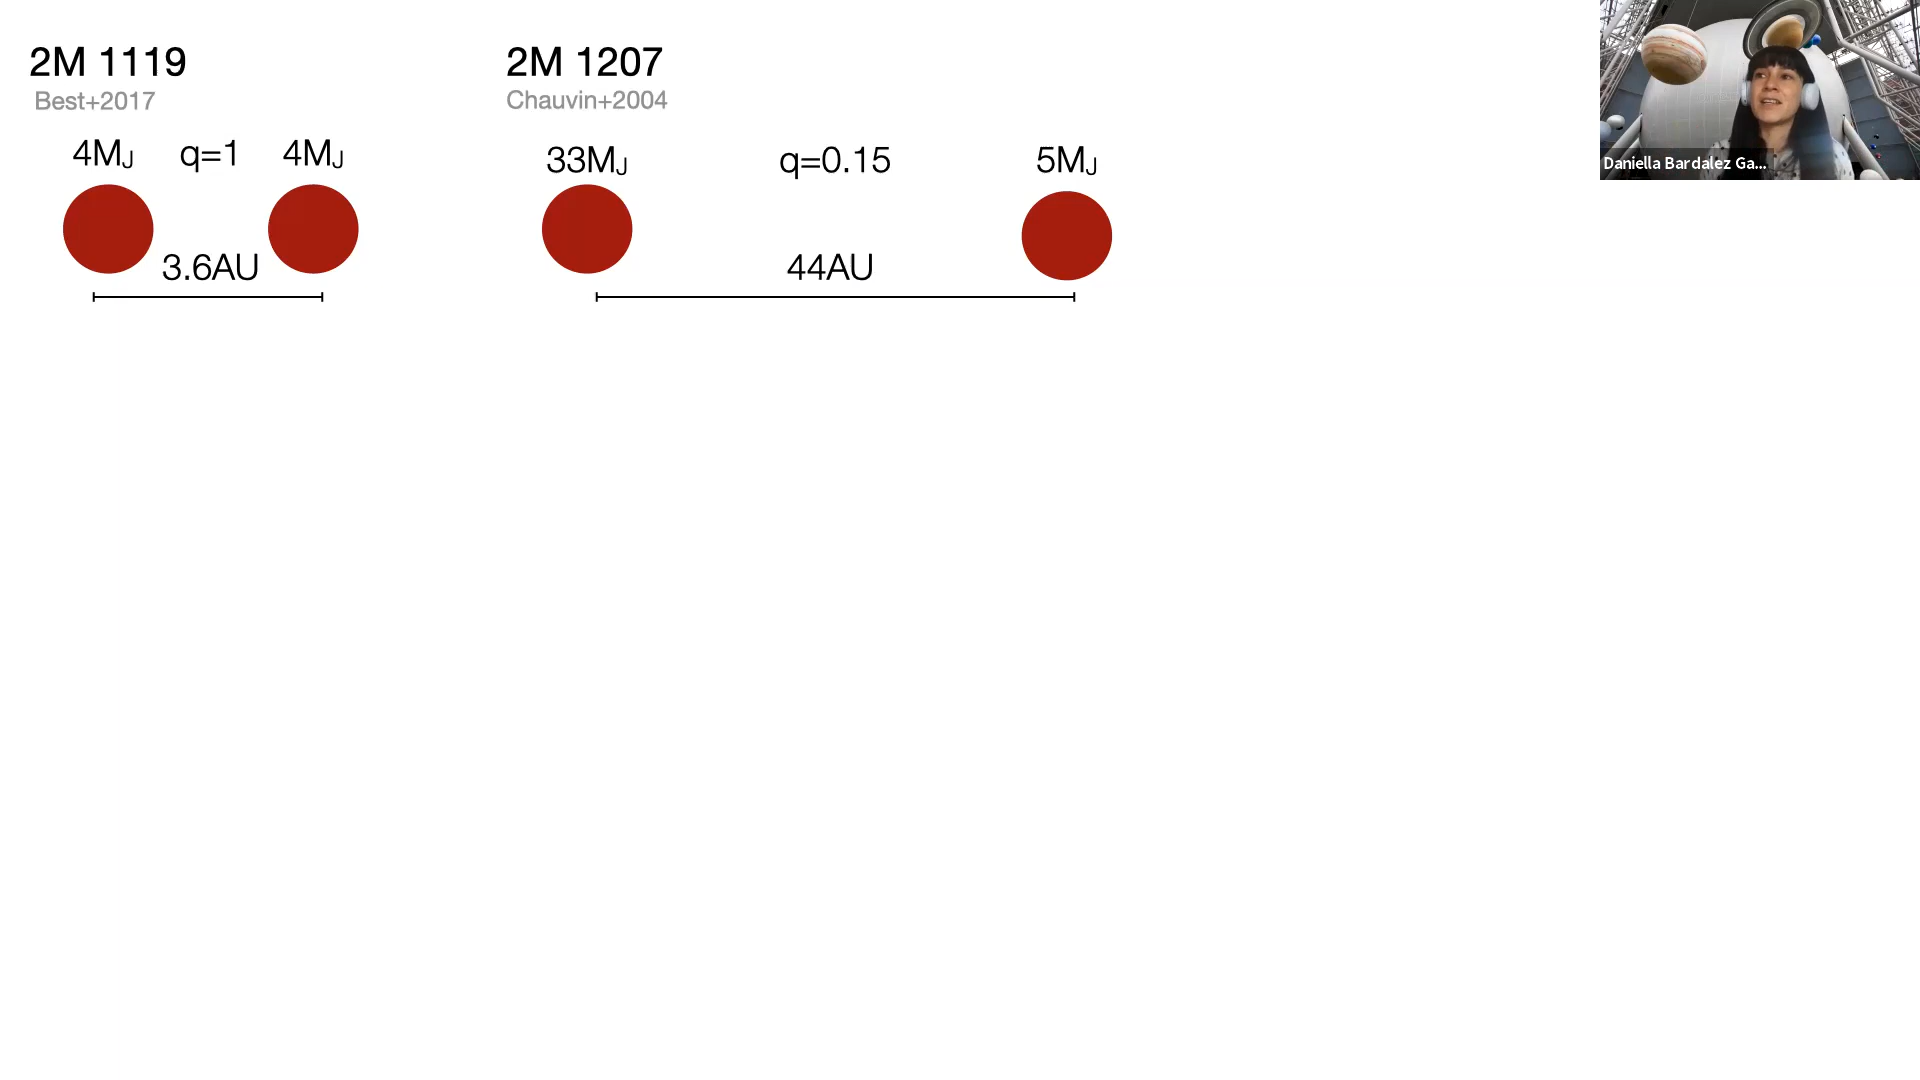 2M 1119
Best+2017
4MJ q=1 4MJ
3.6AU
2M 1207
Chauvin+2004
33MJ q=0.15 5MJ
44AU
Daniella Bardalez Ga...